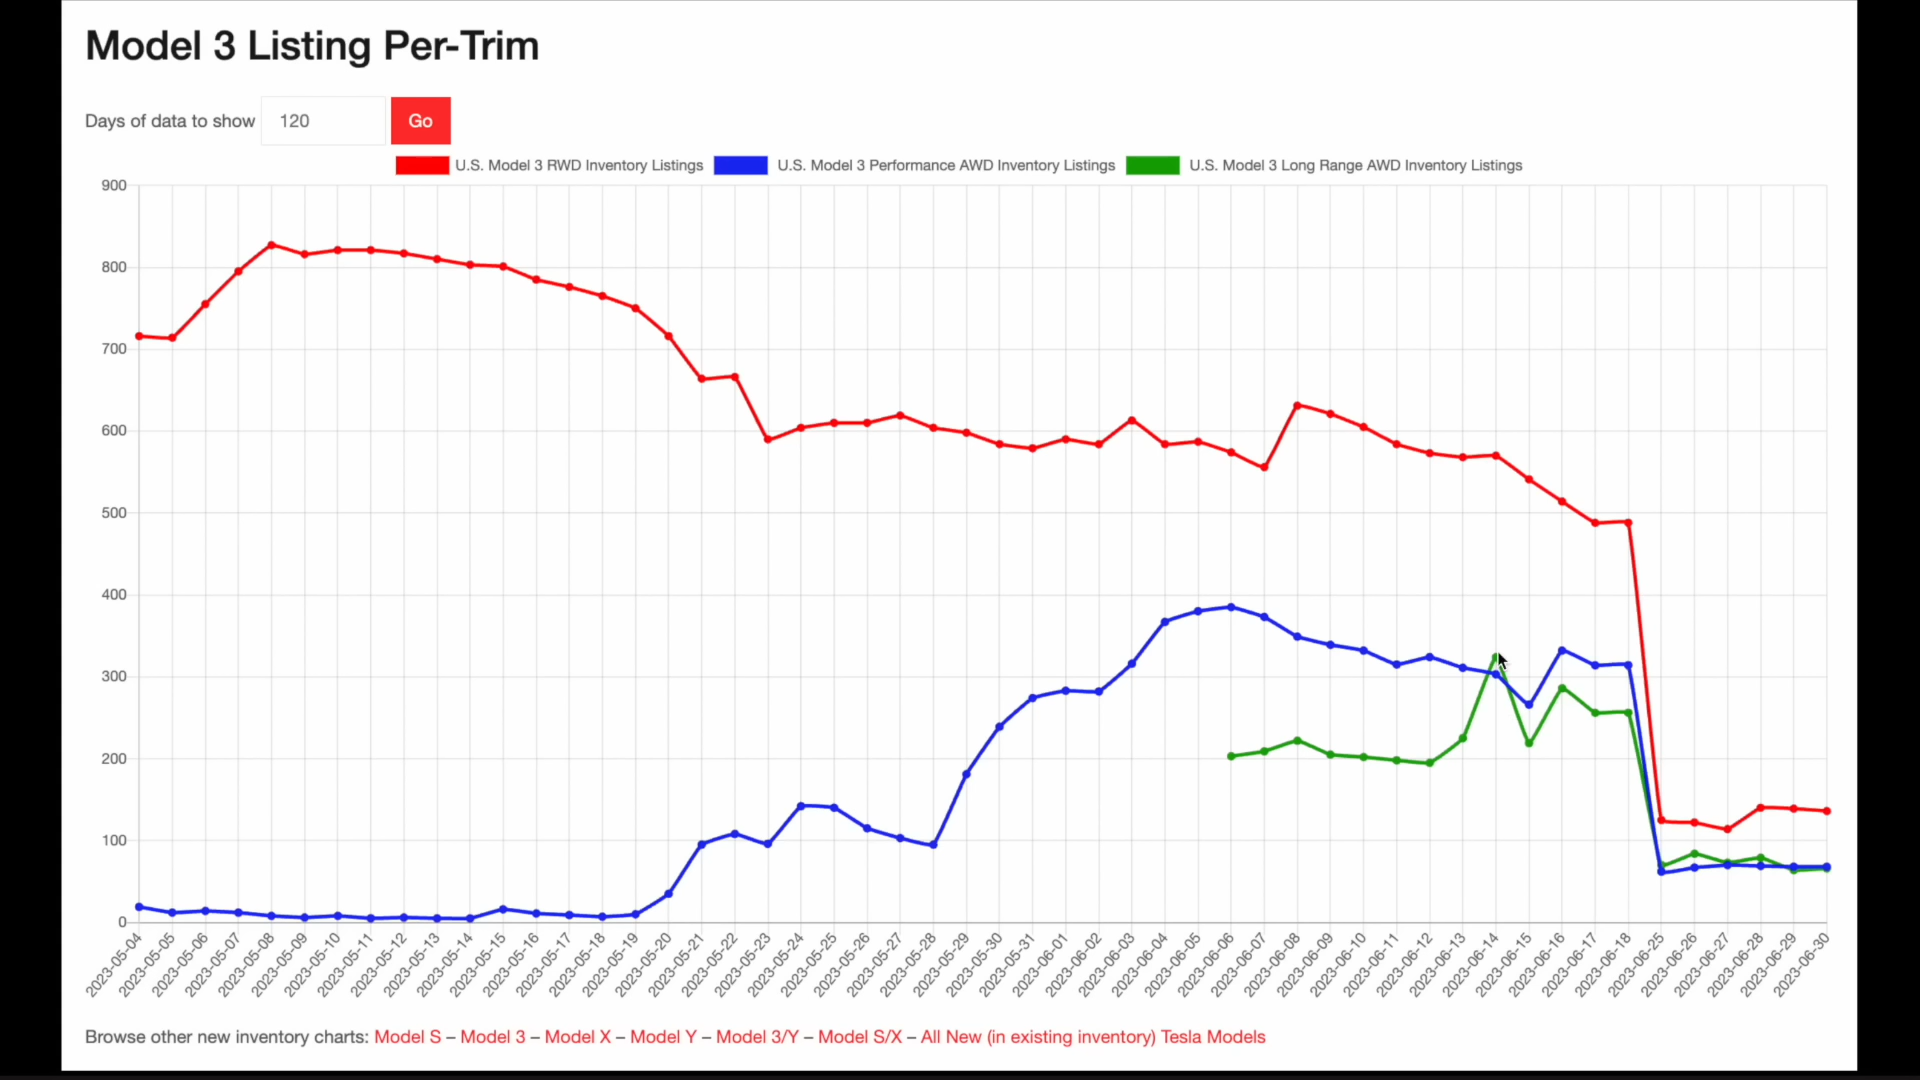 Model 3 Listing Per-Trim
Days of data to show 120 Go
U.S. Model 3 RWD Inventory Listings U.S. Model 3 Performance AWD Inventory Listings U.S. Model 3 Long Range AWD Inventory Listings
900
800
700
600
500
400
300
200
100
0
2023-05-04 2023-05-05 2023-05-06 2023-05-07 2023-05-08 2023-05-09 2023-05-10 2023-05-11 2023-05-12 2023-05-13 2023-05-14 2023-05-15 2023-05-16 2023-05-17 2023-05-18 2023-05-19 2023-05-20 2023-05-21 2023-05-22 2023-05-23 2023-05-24 2023-05-25 2023-05-26 2023-05-27 2023-05-28 2023-05-29 2023-05-30 2023-05-31 2023-06-01 2023-06-02 2023-06-03 2023-06-04 2023-06-05 2023-06-06 2023-06-07 2023-06-08 2023-06-09 2023-06-10 2023-06-11 2023-06-12 2023-06-13 2023-06-14 2023-06-15 2023-06-16 2023-06-17 2023-06-18 2023-06-25 2023-06-26 2023-06-27 2023-06-28 2023-06-29 2023-06-30
Browse other new inventory charts: Model S – Model 3 – Model X – Model Y – Model 3/Y – Model S/X – All New (in existing inventory) Tesla Models